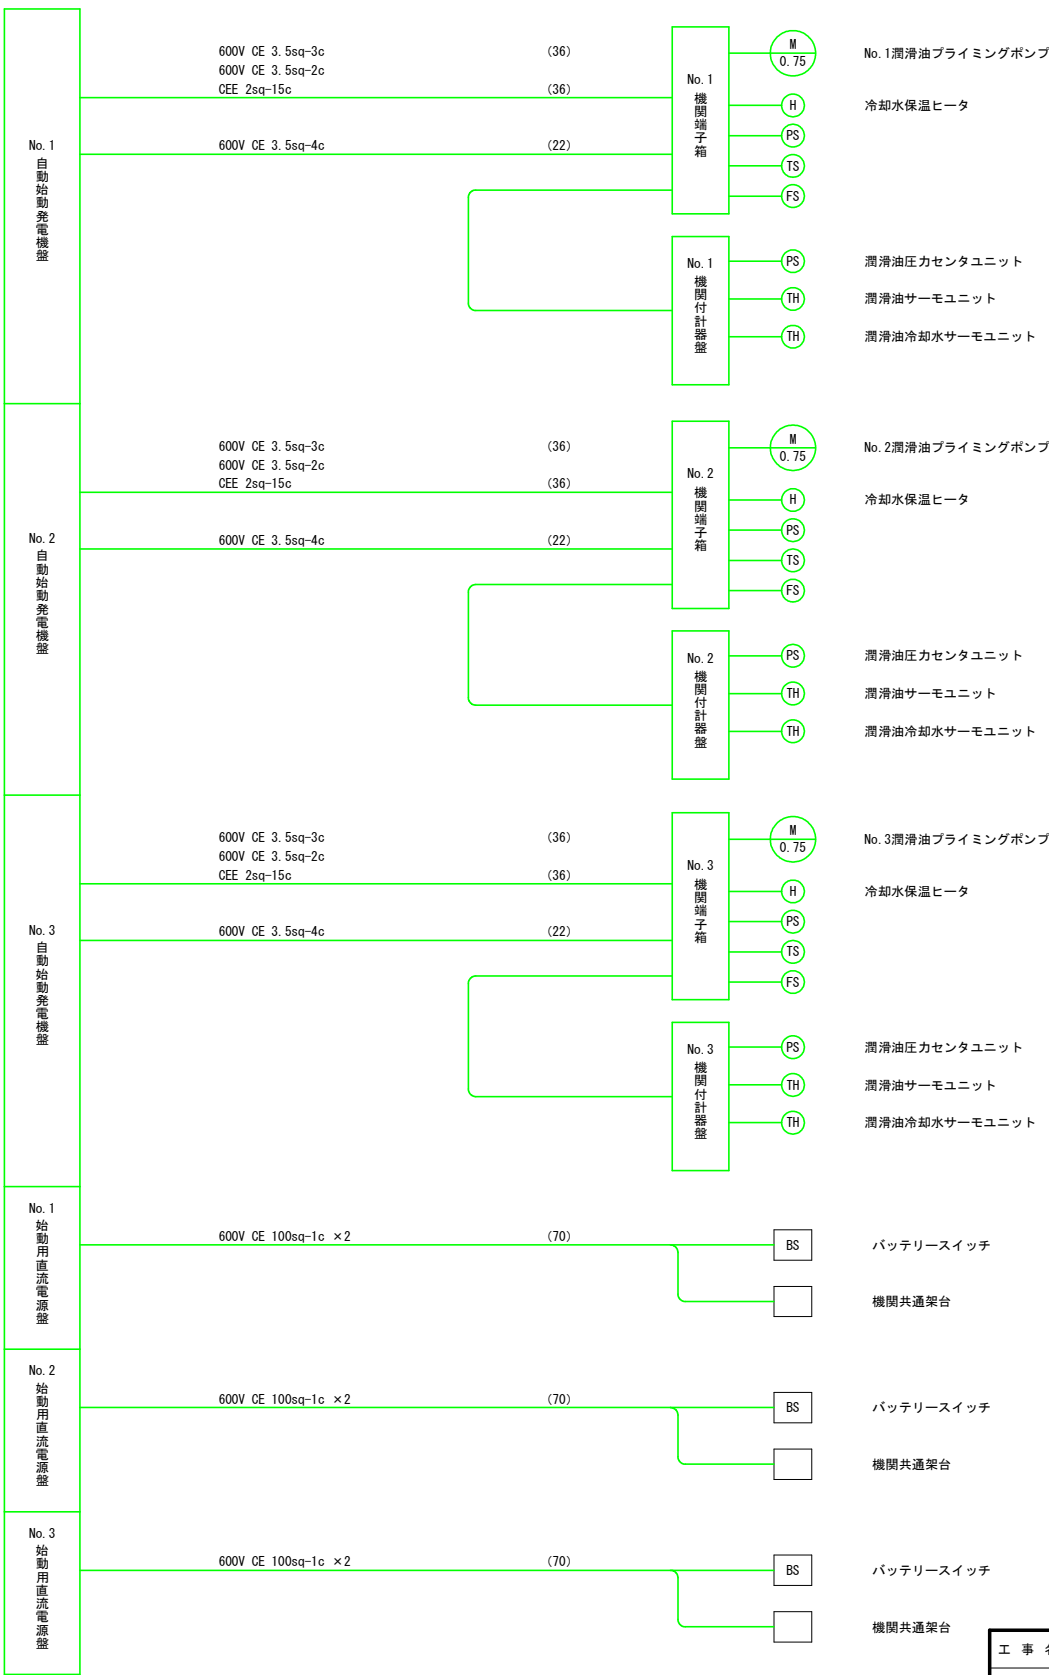 No.1
自動始動発電機盤
600V CE 3.5sq-3c (36)
600V CE 3.5sq-2c
CEE 2sq-15c (36)
600V CE 3.5sq-4c (22)
No.1
機関端子箱
M
0.75
No.1潤滑油プライミングポンプ
H
冷却水保温ヒータ
PS
TS
FS
No.1
機関付計器盤
PS
潤滑油圧力センタユニット
TH
潤滑油サーモユニット
TH
潤滑油冷却水サーモユニット
No.2
自動始動発電機盤
600V CE 3.5sq-3c (36)
600V CE 3.5sq-2c
CEE 2sq-15c (36)
600V CE 3.5sq-4c (22)
No.2
機関端子箱
M
0.75
No.2潤滑油プライミングポンプ
H
冷却水保温ヒータ
PS
TS
FS
No.2
機関付計器盤
PS
潤滑油圧力センタユニット
TH
潤滑油サーモユニット
TH
潤滑油冷却水サーモユニット
No.3
自動始動発電機盤
600V CE 3.5sq-3c (36)
600V CE 3.5sq-2c
CEE 2sq-15c (36)
600V CE 3.5sq-4c (22)
No.3
機関端子箱
M
0.75
No.3潤滑油プライミングポンプ
H
冷却水保温ヒータ
PS
TS
FS
No.3
機関付計器盤
PS
潤滑油圧力センタユニット
TH
潤滑油サーモユニット
TH
潤滑油冷却水サーモユニット
No.1
始動用直流電源盤
600V CE 100sq-1c ×2 (70)
BS
バッテリースイッチ
機関共通架台
No.2
始動用直流電源盤
600V CE 100sq-1c ×2 (70)
BS
バッテリースイッチ
機関共通架台
No.3
始動用直流電源盤
600V CE 100sq-1c ×2 (70)
BS
バッテリースイッチ
機関共通架台
工 事